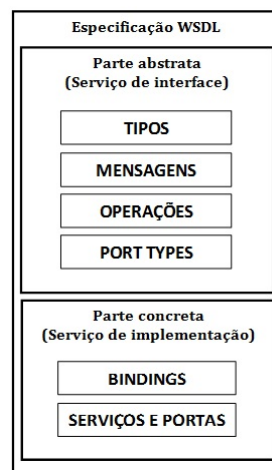 Especificação WSDL
Parte abstrata
(Serviço de interface)
TIPOS
MENSAGENS
OPERAÇÕES
PORT TYPES
Parte concreta
(Serviço de implementação)
BINDINGS
SERVIÇOS E PORTAS